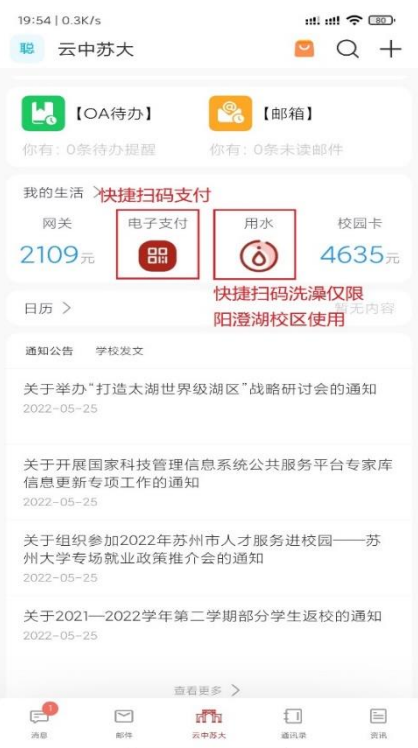 19:54 | 0.3K/s
80
聪 云中苏大
【OA待办】 【邮箱】
你有：0条待办提醒 你有：0条未读邮件
我的生活 > 快捷扫码支付
网关 电子支付 用水 校园卡
2109元 4635元
快捷扫码洗澡仅限
日历 > 暂无内容
阳澄湖校区使用
通知公告 学校发文
关于举办“打造太湖世界级湖区”战略研讨会的通知
2022-05-25
关于开展国家科技管理信息系统公共服务平台专家库
信息更新专项工作的通知
2022-05-25
关于组织参加2022年苏州市人才服务进校园——苏
州大学专场就业政策推介会的通知
2022-05-25
关于2021—2022学年第二学期部分学生返校的通知
2022-05-25
查看更多 >
1
消息 邮件 云中苏大 通讯录 资讯